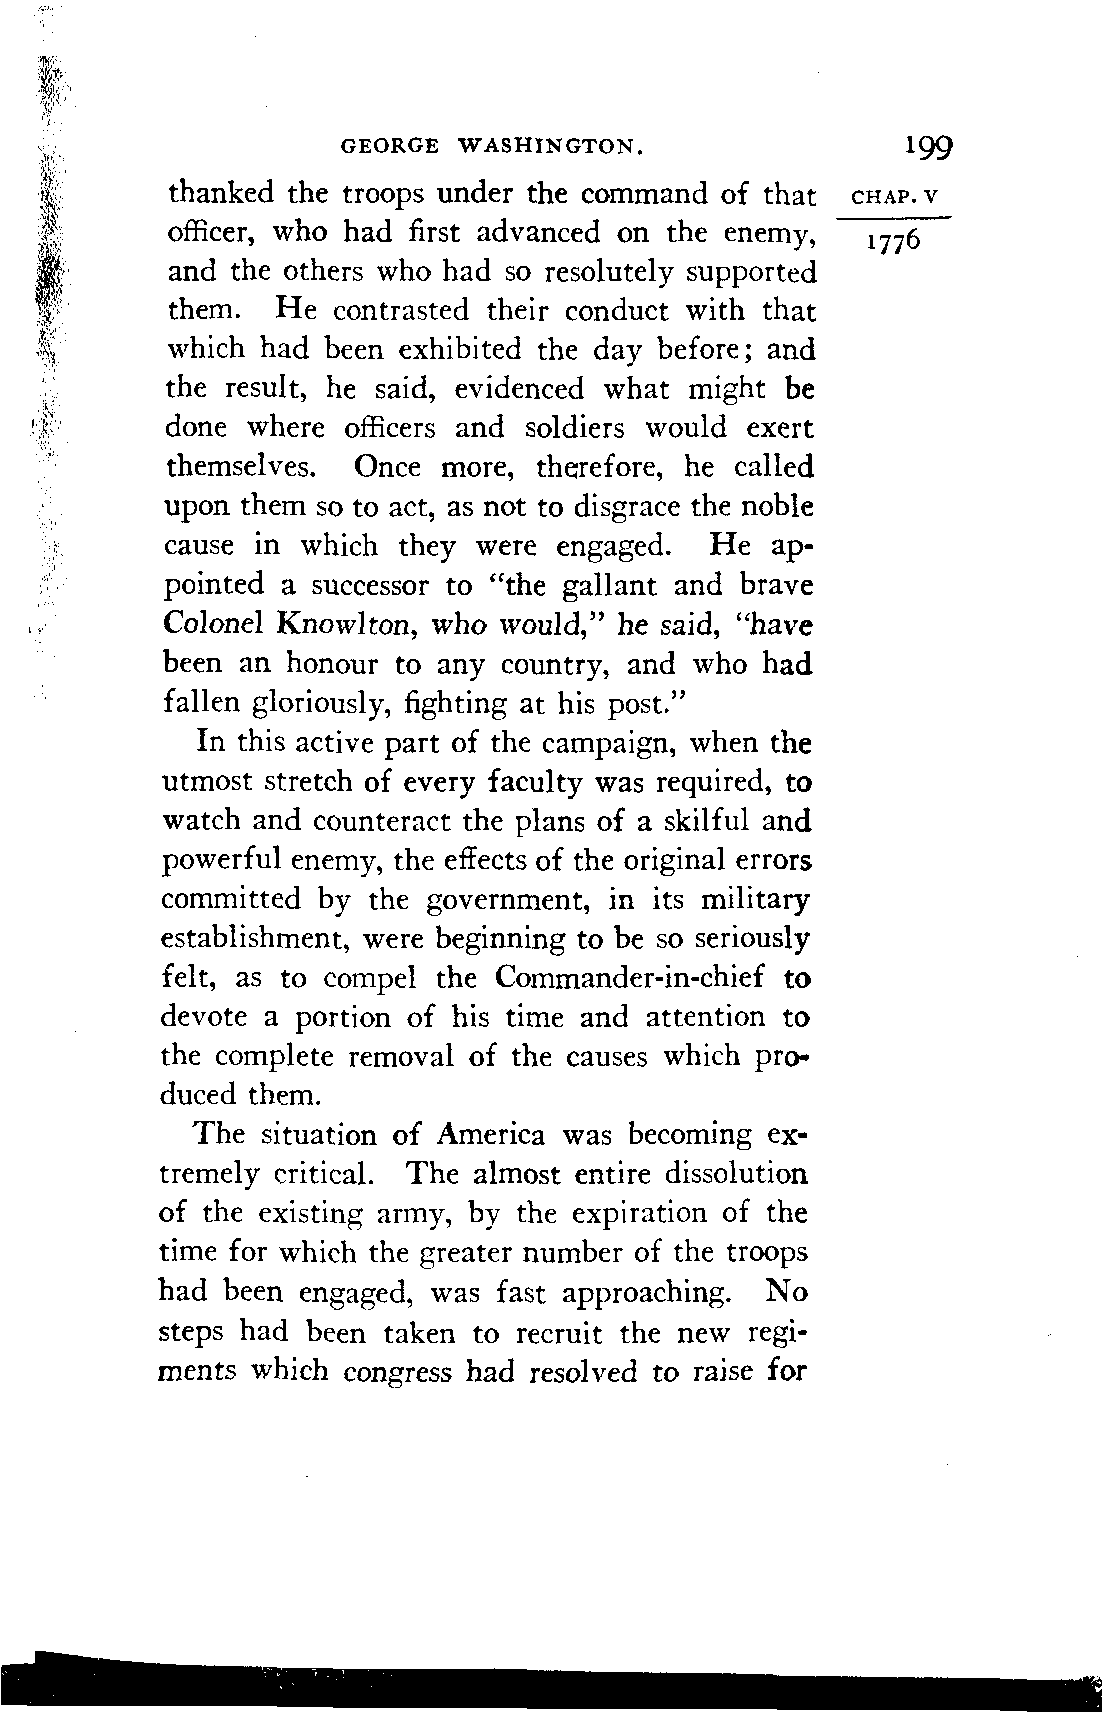 GEORGE WASHINGTON. 199
thanked the troops under the command of that CHAP. V
officer, who had first advanced on the enemy, 1776
and the others who had so resolutely supported
them. He contrasted their conduct with that
which had been exhibited the day before; and
the result, he said, evidenced what might be
done where officers and soldiers would exert
themselves. Once more, therefore, he called
upon them so to act, as not to disgrace the noble
cause in which they were engaged. He ap-
pointed a successor to "the gallant and brave
Colonel Knowlton, who would," he said, "have
been an honour to any country, and who had
fallen gloriously, fighting at his post."
In this active part of the campaign, when the
utmost stretch of every faculty was required, to
watch and counteract the plans of a skilful and
powerful enemy, the effects of the original errors
committed by the government, in its military
establishment, were beginning to be so seriously
felt, as to compel the Commander-in-chief to
devote a portion of his time and attention to
the complete removal of the causes which pro-
duced them.
The situation of America was becoming ex-
tremely critical. The almost entire dissolution
of the existing army, by the expiration of the
time for which the greater number of the troops
had been engaged, was fast approaching. No
steps had been taken to recruit the new regi-
ments which congress had resolved to raise for